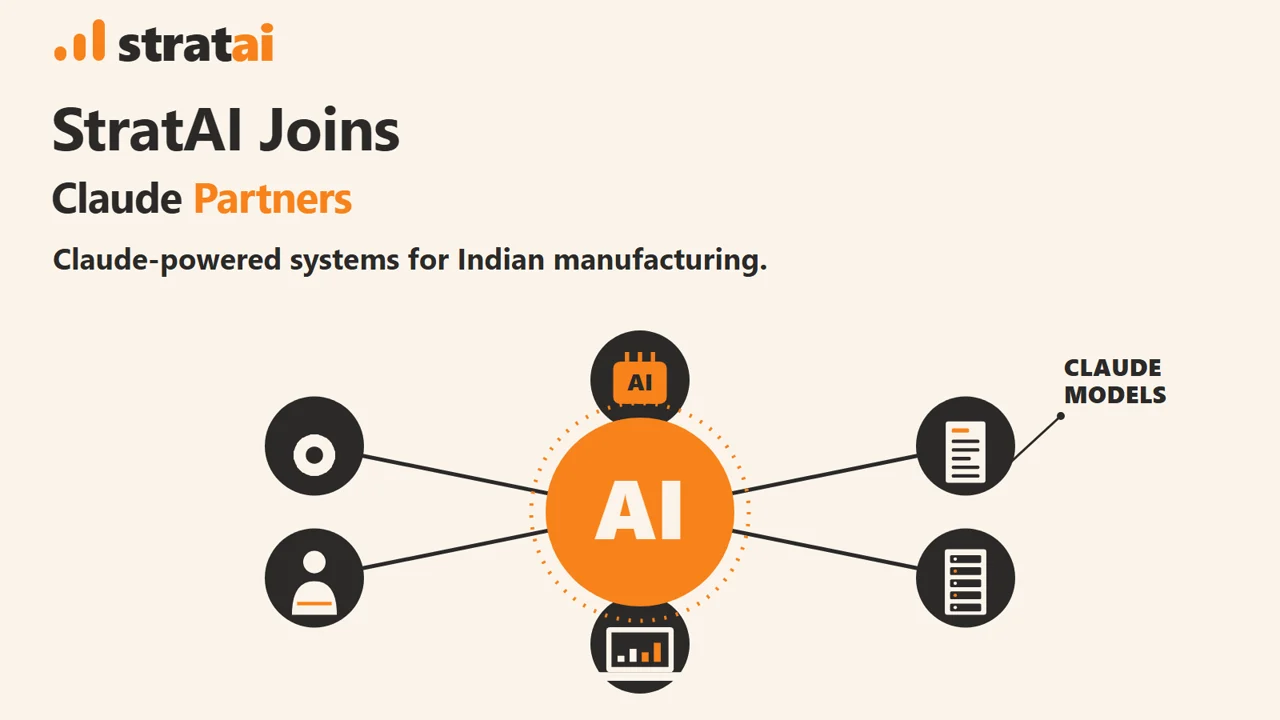 stratai
StratAI Joins
Claude Partners
Claude-powered systems for Indian manufacturing.
AI
CLAUDE
MODELS
AI